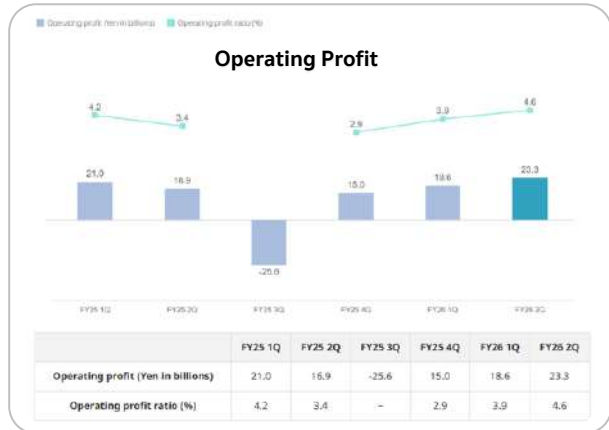 Operating profit (Yen in billions) Operating profit ratio (%)
Operating Profit
4.2 3.4 2.9 3.9 4.6
21.0 16.9 -25.6 15.0 18.6 23.3
FY25 1Q FY25 2Q FY25 3Q FY25 4Q FY26 1Q FY26 2Q
FY25 1Q FY25 2Q FY25 3Q FY25 4Q FY26 1Q FY26 2Q
Operating profit (Yen in billions) 21.0 16.9 -25.6 15.0 18.6 23.3
Operating profit ratio (%) 4.2 3.4 – 2.9 3.9 4.6